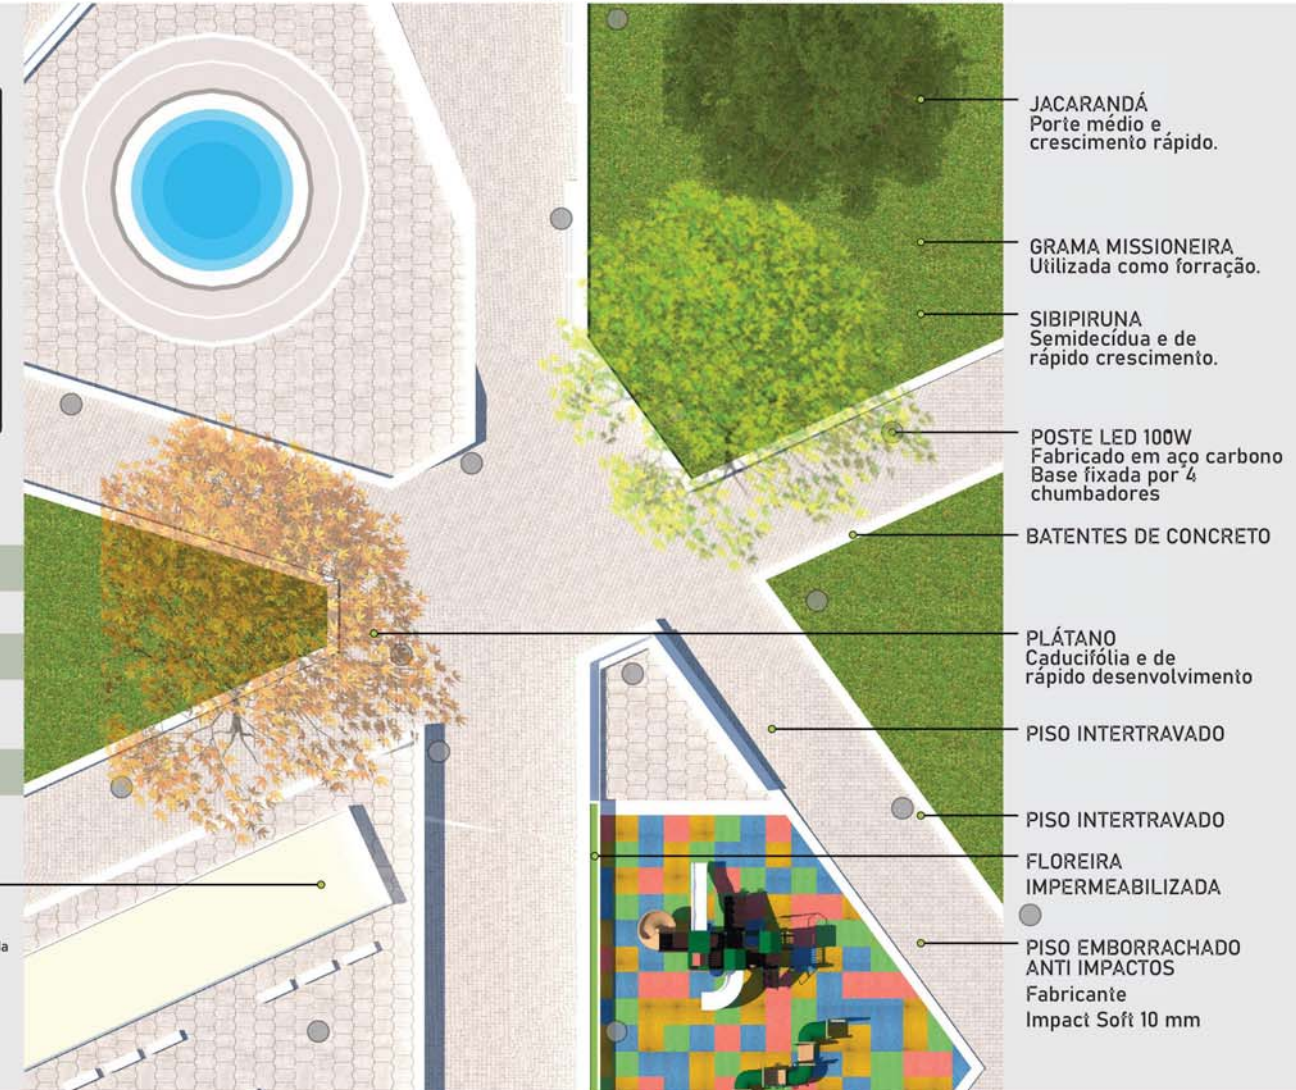 JACARANDÁ
Porte médio e
crescimento rápido.
GRAMA MISSIONEIRA
Utilizada como forração.
SIBIPIRUNA
Semidecídua e de
rápido crescimento.
POSTE LED 100W
Fabricado em aço carbono
Base fixada por 4
chumbadores
BATENTES DE CONCRETO
PLÁTANO
Caducifólia e de
rápido desenvolvimento
PISO INTERTRAVADO
PISO INTERTRAVADO
FLOREIRA
IMPERMEABILIZADA
PISO EMBORRACHADO
ANTI IMPACTOS
Fabricante
Impact Soft 10 mm